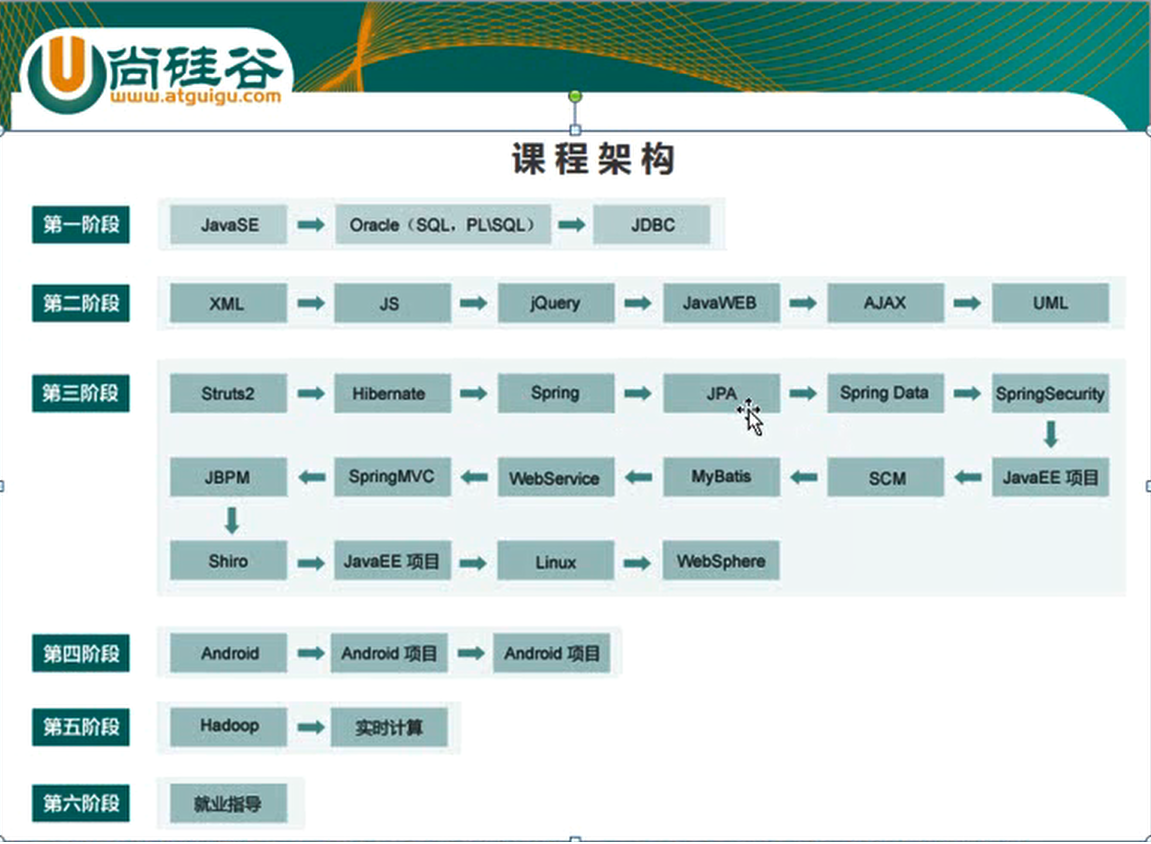 尚硅谷
www.atguigu.com
课程架构
第一阶段 JavaSE Oracle（SQL，PL\SQL） JDBC
第二阶段 XML JS jQuery JavaWEB AJAX UML
第三阶段 Struts2 Hibernate Spring JPA Spring Data SpringSecurity
JBPM SpringMVC WebService MyBatis SCM JavaEE 项目
Shiro JavaEE 项目 Linux WebSphere
第四阶段 Android Android 项目 Android 项目
第五阶段 Hadoop 实时计算
第六阶段 就业指导